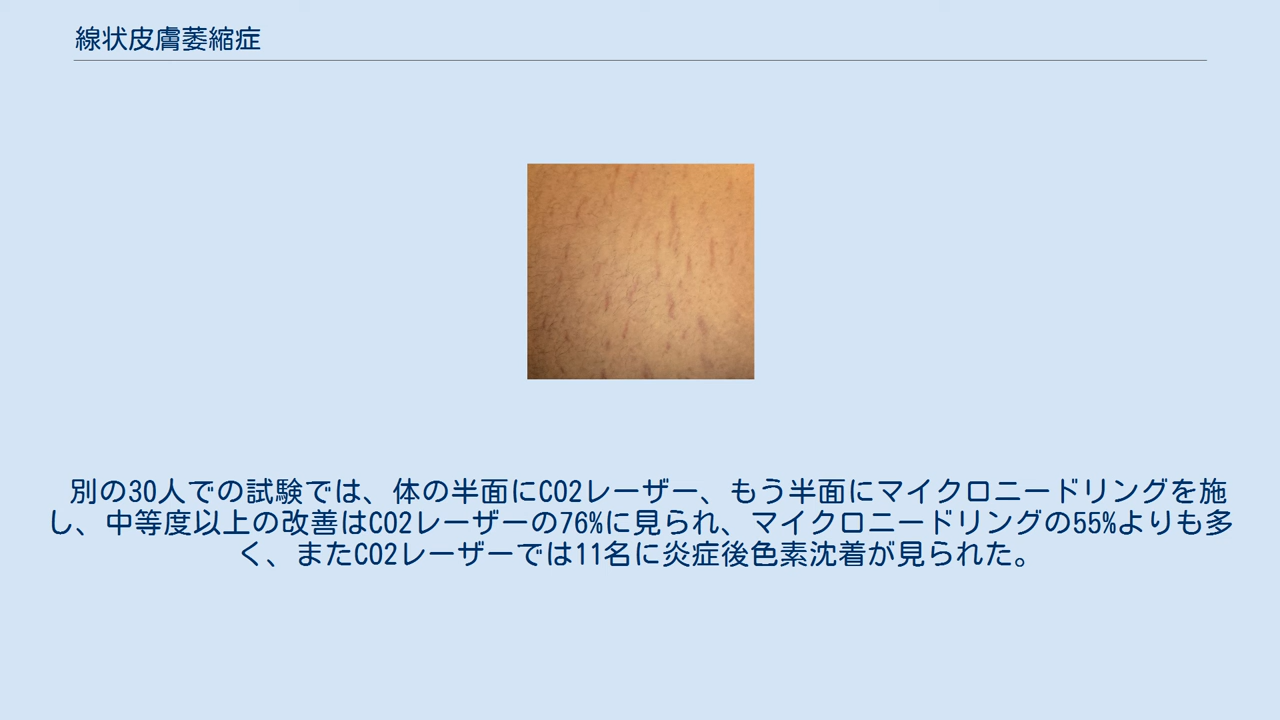 線状皮膚萎縮症
別の30人での試験では、体の半面にCO2レーザー、もう半面にマイクロニードリングを施
し、中等度以上の改善はCO2レーザーの76%に見られ、マイクロニードリングの55%よりも多
く、またCO2レーザーでは11名に炎症後色素沈着が見られた。